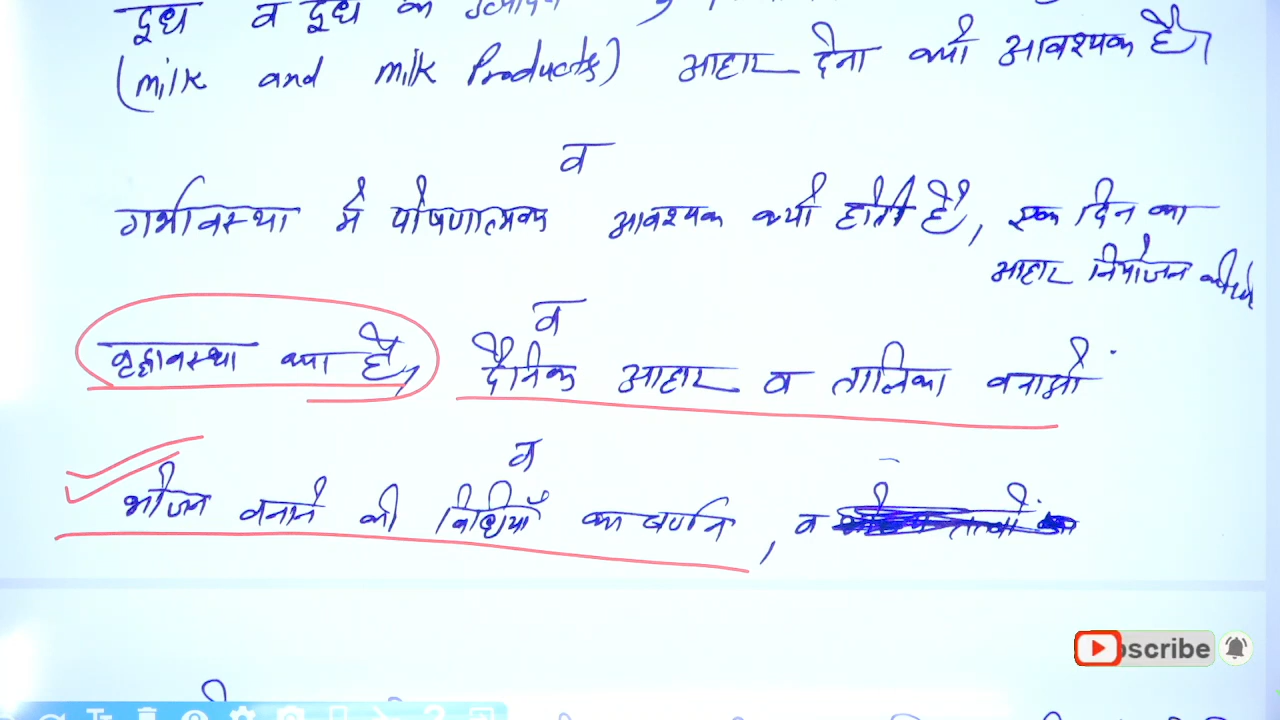 दूध व दूध के
(milk and milk Products) आहार देना क्यों आवश्यक है।
व
गर्भावस्था में पोषणात्मक आवश्यक क्यों होती है, एक दिन का
आहार नियोजन कीजिये
व
वृद्धावस्था क्या है, दैनिक आहार व तालिका बनाओ
व
भोजन बनाने की विधियाँ का वर्णन, व
bscribe